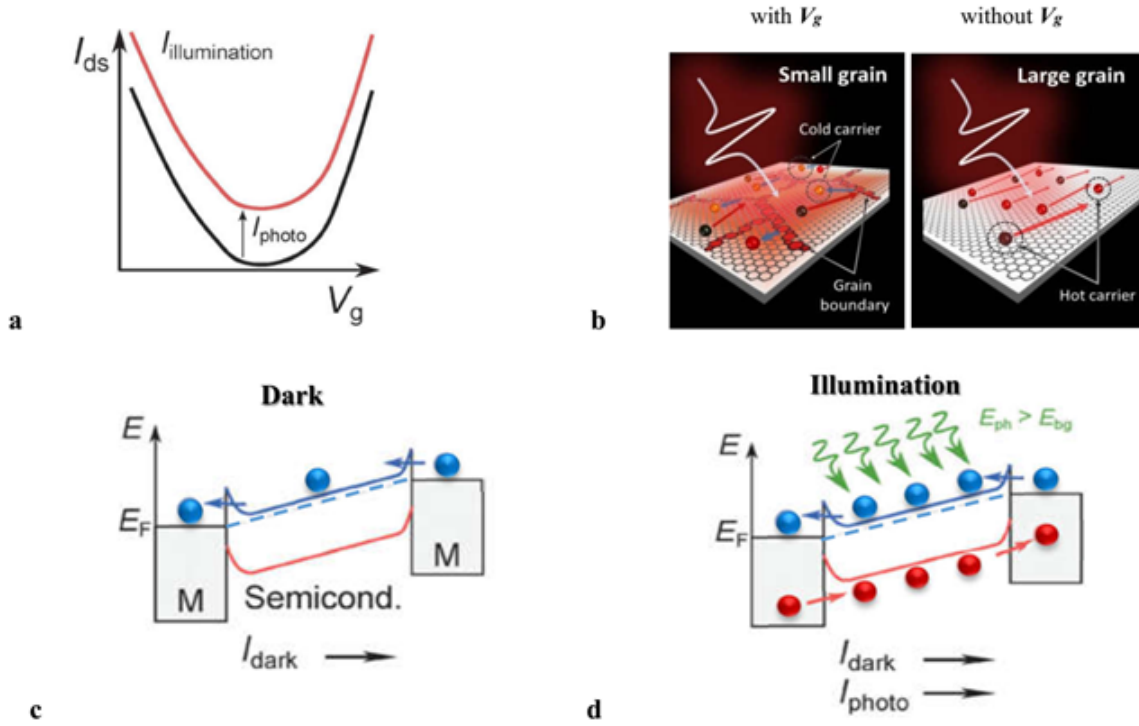 I_ds
I_illumination
I_photo
V_g
a
with V_g
without V_g
Small grain
Large grain
Cold carrier
Grain
boundary
Hot carrier
b
Dark
E
E_F
M
M
Semicond.
I_dark
c
Illumination
E
E_ph > E_bg
E_F
I_dark
I_photo
d